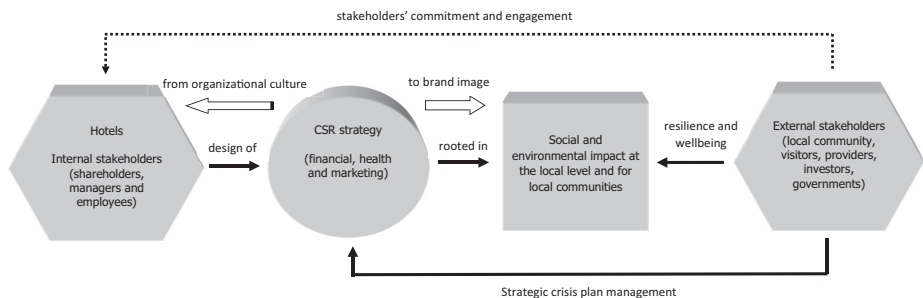 stakeholders’ commitment and engagement
from organizational culture
to brand image
Hotels
Internal stakeholders
(shareholders,
managers and
employees)
design of
CSR strategy
(financial, health
and marketing)
rooted in
Social and
environmental impact at
the local level and for
local communities
resilience and
wellbeing
External stakeholders
(local community,
visitors, providers,
investors,
governments)
Strategic crisis plan management